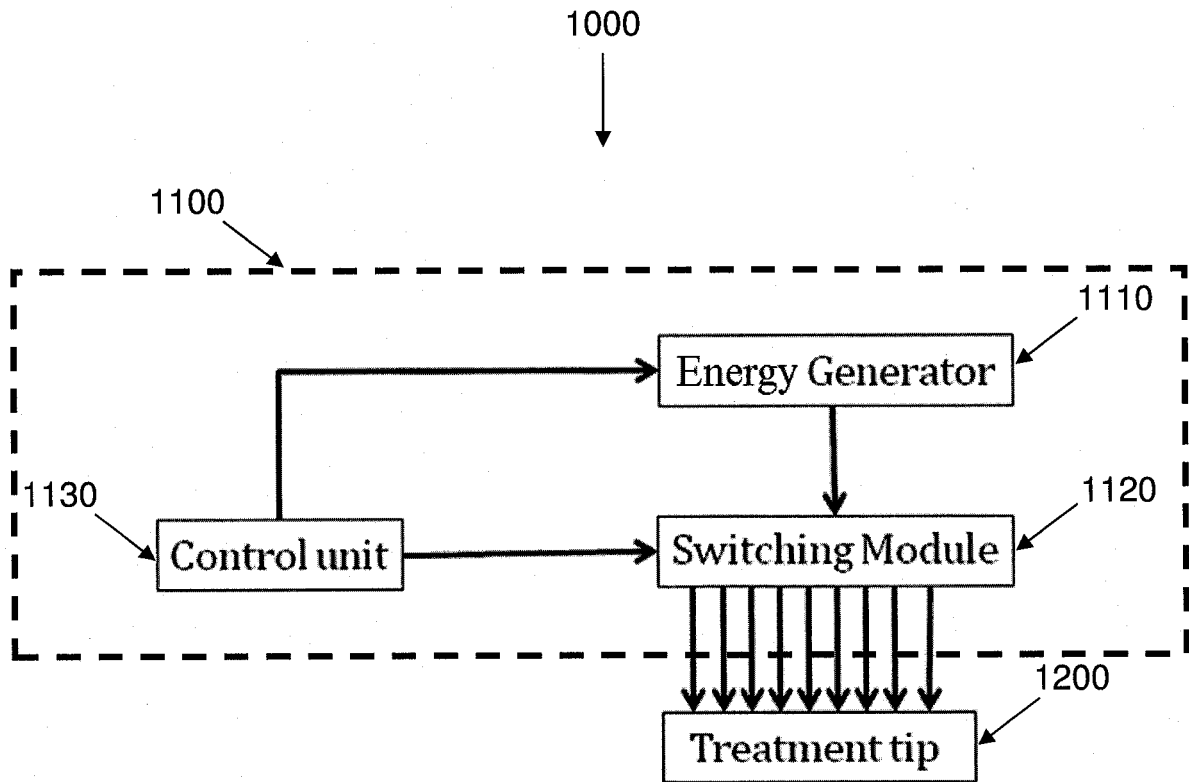 1000
1100
1110
Energy Generator
1130
1120
Control unit
Switching Module
1200
Treatment tip